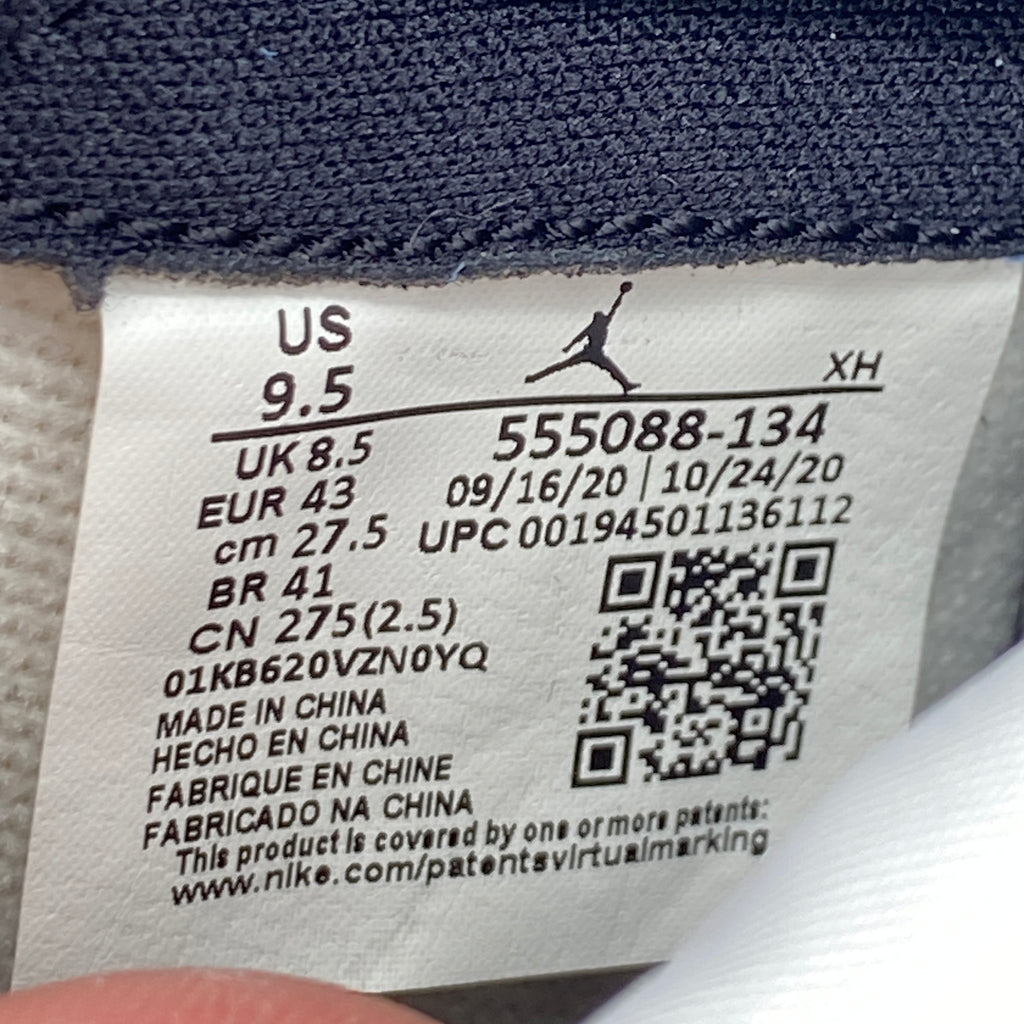 US
9.5
XH
UK 8.5
555088-134
EUR 43
09/16/20 | 10/24/20
cm 27.5
UPC 00194501136112
BR 41
CN 275(2.5)
01KB620VZN0YQ
MADE IN CHINA
HECHO EN CHINA
FABRIQUE EN CHINE
FABRICADO NA CHINA
This product is covered by one or more patents:
www.nike.com/patentsvirtualmarking